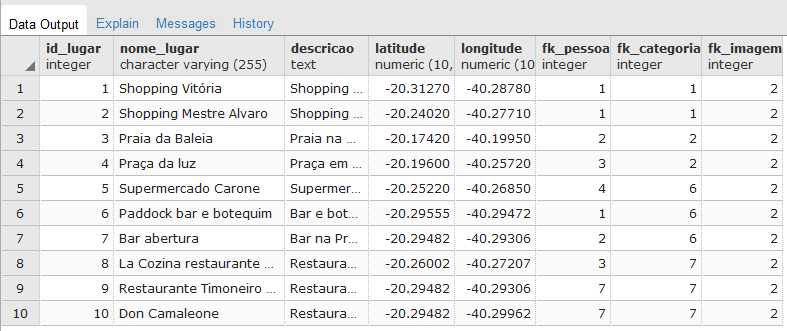 Data Output Explain Messages History
id_lugar nome_lugar descricao latitude longitude fk_pessoa fk_categoria fk_imagem
integer character varying (255) text numeric (10, numeric (10 integer integer integer
1 1 Shopping Vitória Shopping ... -20.31270 -40.28780 1 1 2
2 2 Shopping Mestre Alvaro Shopping ... -20.24020 -40.27710 1 1 2
3 3 Praia da Baleia Praia na ... -20.17420 -40.19950 2 2 2
4 4 Praça da luz Praça em ... -20.19600 -40.25720 3 2 2
5 5 Supermercado Carone Supermer... -20.25220 -40.26850 4 6 2
6 6 Paddock bar e botequim Bar e bot... -20.29555 -40.29472 1 6 2
7 7 Bar abertura Bar na Pr... -20.29482 -40.29306 2 6 2
8 8 La Cozina restaurante ... Restaura... -20.26002 -40.27207 3 7 2
9 9 Restaurante Timoneiro ... Restaura... -20.29482 -40.29306 7 7 2
10 10 Don Camaleone Restaura... -20.29482 -40.29962 7 7 2